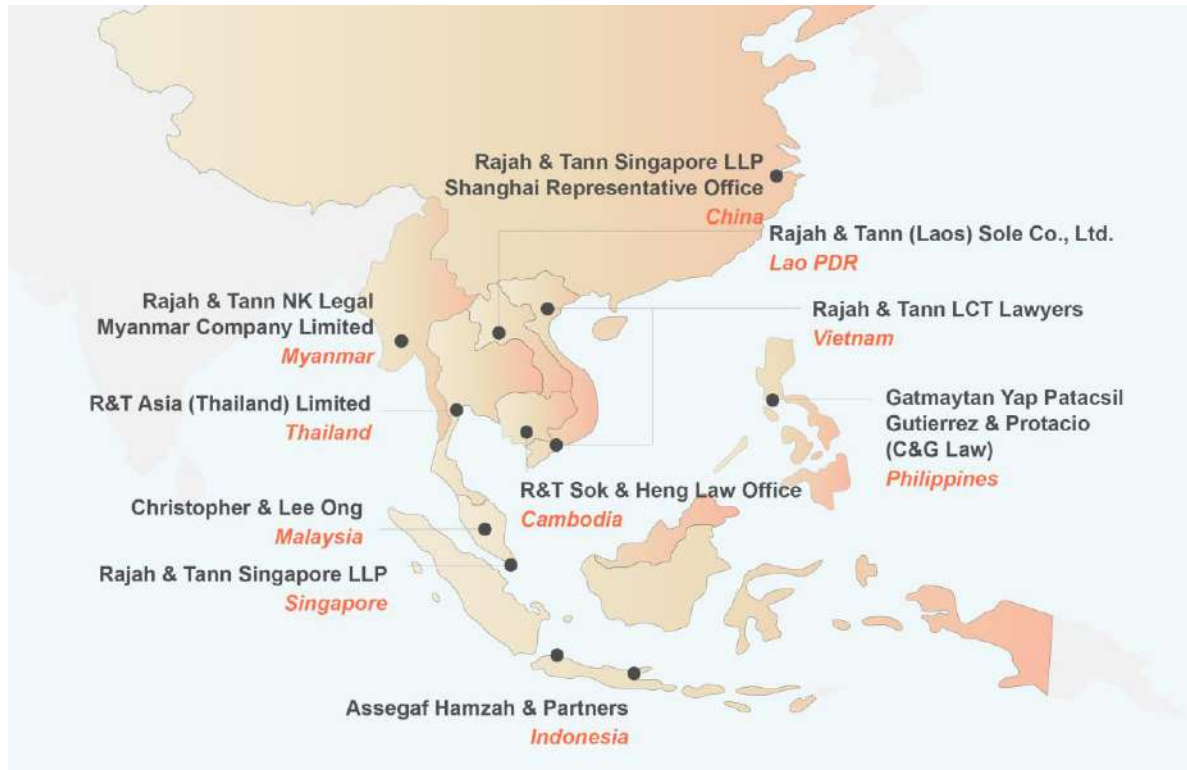 Rajah & Tann Singapore LLP
Shanghai Representative Office
China
Rajah & Tann (Laos) Sole Co., Ltd.
Lao PDR
Rajah & Tann NK Legal
Myanmar Company Limited
Myanmar
Rajah & Tann LCT Lawyers
Vietnam
R&T Asia (Thailand) Limited
Thailand
Gatmaytan Yap Patacsil
Gutierrez & Protacio
(C&G Law)
Philippines
Christopher & Lee Ong
Malaysia
R&T Sok & Heng Law Office
Cambodia
Rajah & Tann Singapore LLP
Singapore
Assegaf Hamzah & Partners
Indonesia